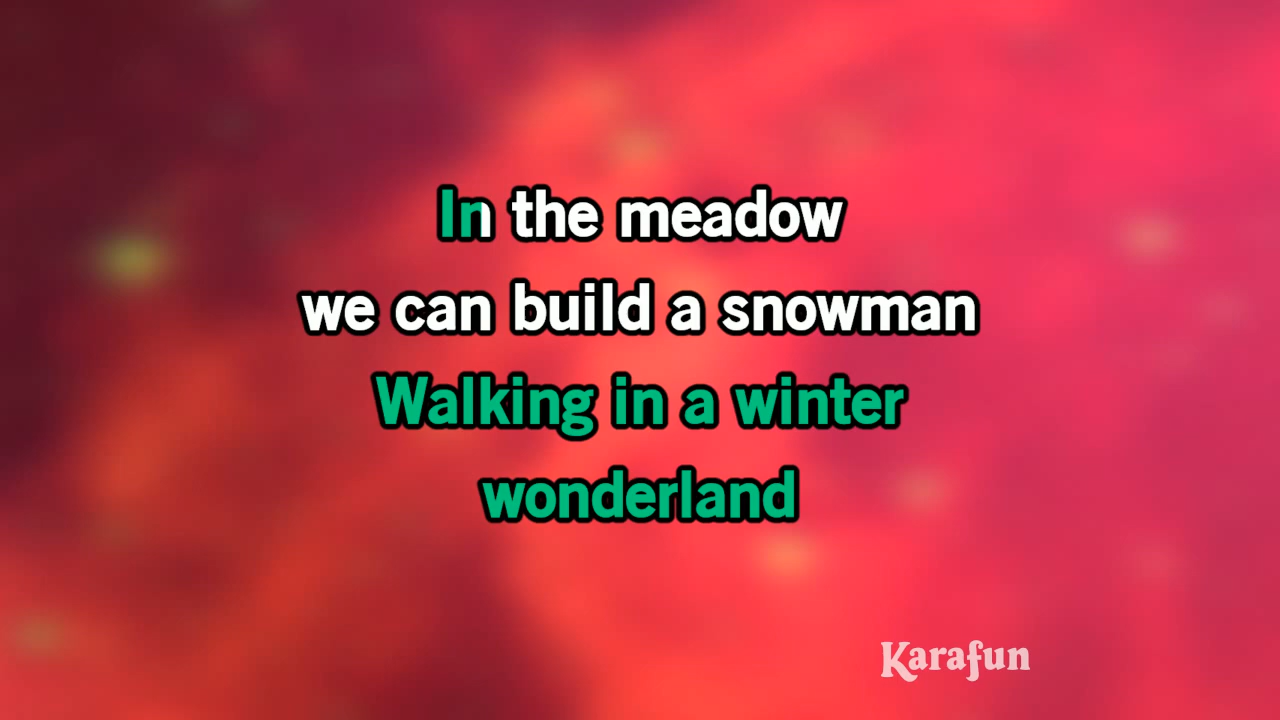 In the meadow
we can build a snowman
Walking in a winter
wonderland
Karafun